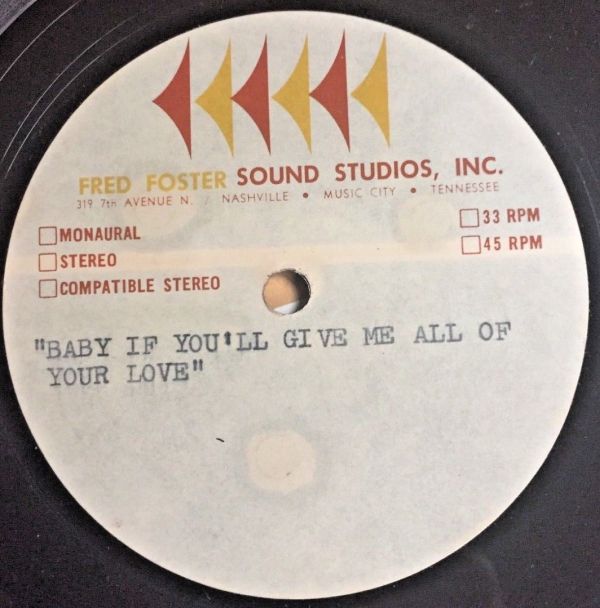 FRED FOSTER SOUND STUDIOS, INC.
319 7th AVENUE N. / NASHVILLE • MUSIC CITY • TENNESSEE
MONAURAL
STEREO
COMPATIBLE STEREO
33 RPM
45 RPM
"BABY IF YOU'LL GIVE ME ALL OF
YOUR LOVE"